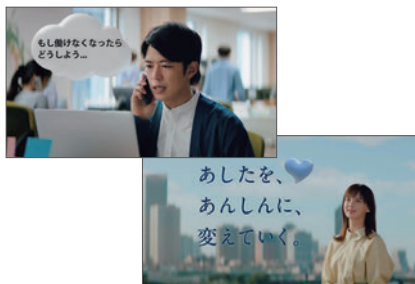 もし働けなくなったら
どうしよう...
あしたを、
あんしんに、
変えていく。